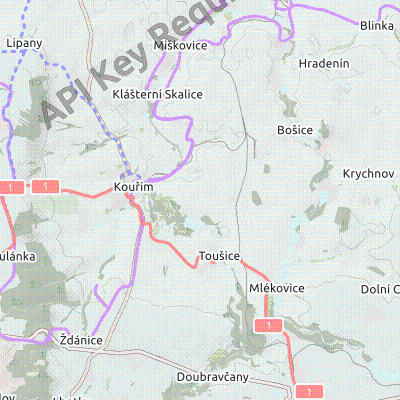 Blinka
Lipany
Miškovice
API Key Requ
Hradenín
Klášterní Skalice
Bošice
Krychnov
1
1
Kouřim
ulánka
Toušice
Mlékovice
Dolní C
1
Ždánice
Doubravčany
1